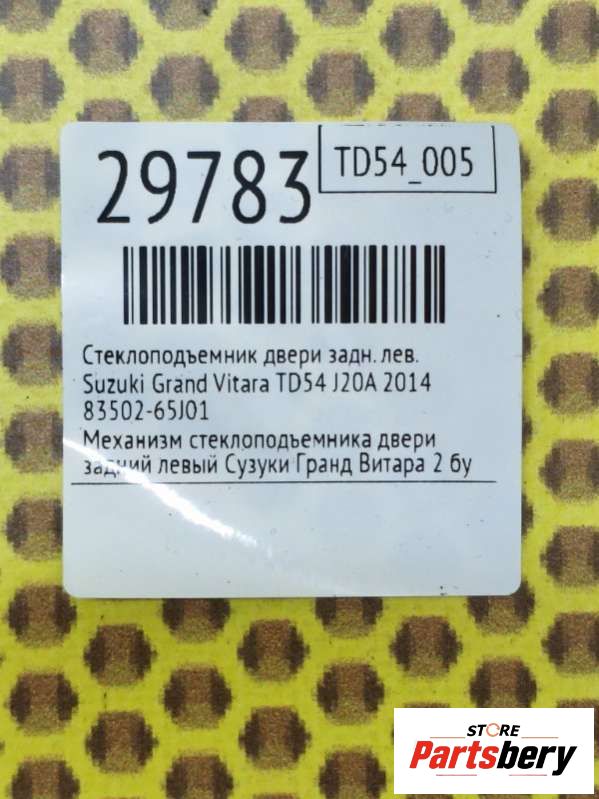 29783
TD54_005
Стеклоподъемник двери задн. лев.
Suzuki Grand Vitara TD54 J20A 2014
83502-65J01
Механизм стеклоподъемника двери
задний левый Сузуки Гранд Витара 2 бу
STORE
Partsbery